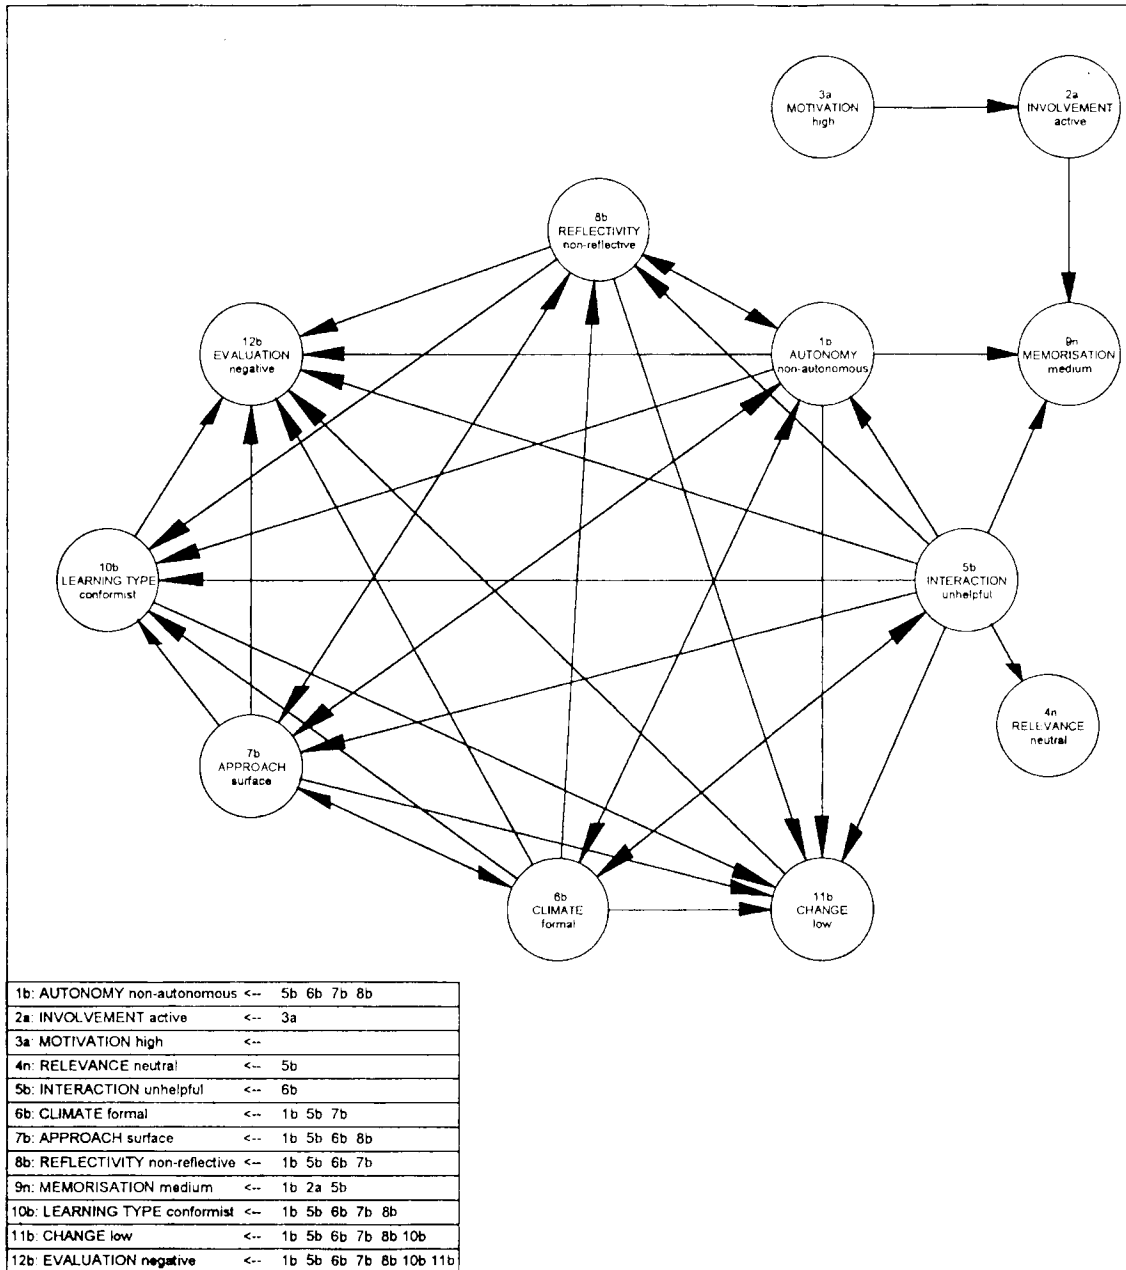 3a
MOTIVATION
high
2a
INVOLVEMENT
active
8b
REFLECTIVITY
non-reflective
12b
EVALUATION
negative
1b
AUTONOMY
non-autonomous
9n
MEMORISATION
medium
10b
LEARNING TYPE
conformist
5b
INTERACTION
unhelpful
7b
APPROACH
surface
4n
RELEVANCE
neutral
6b
CLIMATE
formal
11b
CHANGE
low
1b: AUTONOMY non-autonomous <-- 5b 6b 7b 8b
2a: INVOLVEMENT active <-- 3a
3a: MOTIVATION high <--
4n: RELEVANCE neutral <-- 5b
5b: INTERACTION unhelpful <-- 6b
6b: CLIMATE formal <-- 1b 5b 7b
7b: APPROACH surface <-- 1b 5b 6b 8b
8b: REFLECTIVITY non-reflective <-- 1b 5b 6b 7b
9n: MEMORISATION medium <-- 1b 2a 5b
10b: LEARNING TYPE conformist <-- 1b 5b 6b 7b 8b
11b: CHANGE low <-- 1b 5b 6b 7b 8b 10b
12b: EVALUATION negative <-- 1b 5b 6b 7b 8b 10b 11b